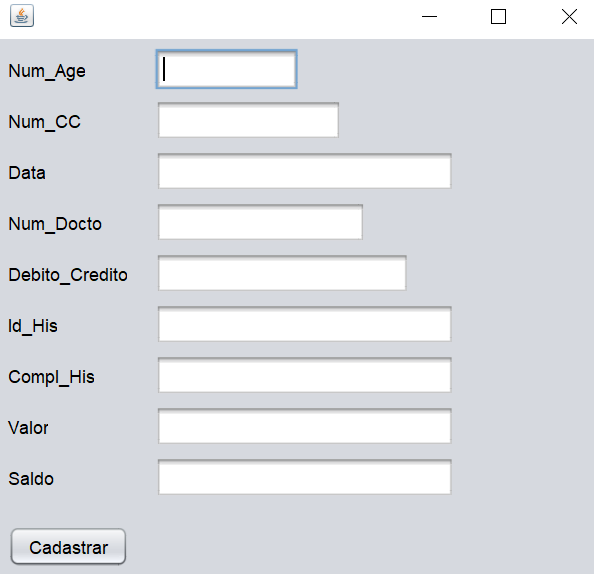 Num_Age
Num_CC
Data
Num_Docto
Debito_Credito
Id_His
Compl_His
Valor
Saldo
Cadastrar